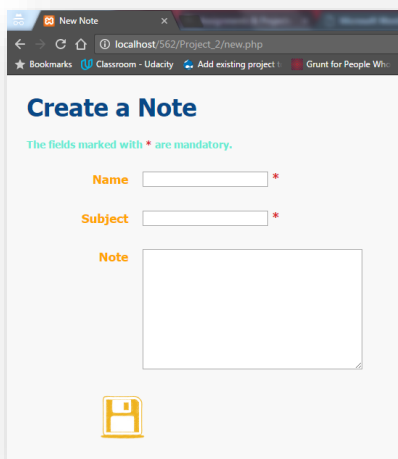 New Note
localhost/562/Project_2/new.php
Bookmarks Classroom - Udacity Add existing project t Grunt for People Who
Create a Note
The fields marked with * are mandatory.
Name *
Subject *
Note